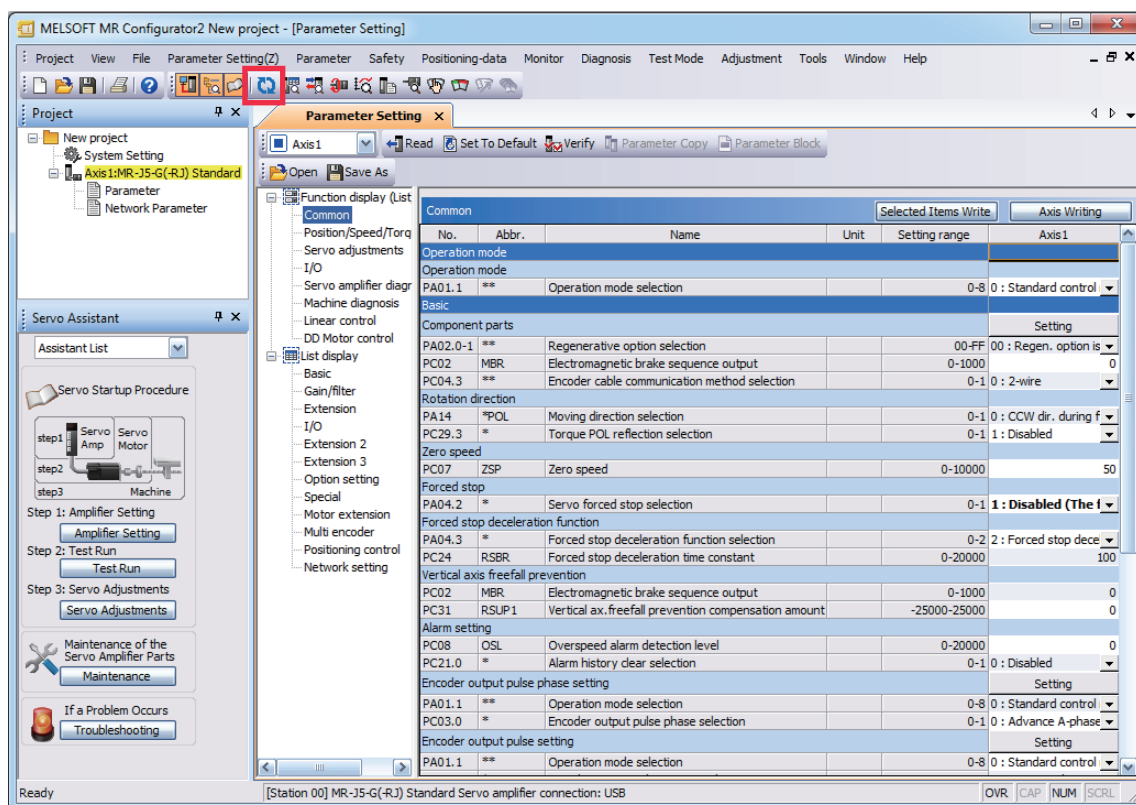 MELSOFT MR Configurator2 New project - [Parameter Setting]
Project View File Parameter Setting(Z) Parameter Safety Positioning-data Monitor Diagnosis Test Mode Adjustment Tools Window Help
Project
New project
System Setting
Axis1:MR-J5-G(-RJ) Standard
Parameter
Network Parameter
Servo Assistant
Assistant List
Servo Startup Procedure
step1 Servo Amp Servo Motor
step2
step3 Machine
Step 1: Amplifier Setting
Amplifier Setting
Step 2: Test Run
Test Run
Step 3: Servo Adjustments
Servo Adjustments
Maintenance of the
Servo Amplifier Parts
Maintenance
If a Problem Occurs
Troubleshooting
Parameter Setting
Axis1 Read Set To Default Verify Parameter Copy Parameter Block
Open Save As
Function display (List
Common
Position/Speed/Torq
Servo adjustments
I/O
Servo amplifier diagr
Machine diagnosis
Linear control
DD Motor control
List display
Basic
Gain/filter
Extension
I/O
Extension 2
Extension 3
Option setting
Special
Motor extension
Multi encoder
Positioning control
Network setting
Common Selected Items Write Axis Writing
No. Abbr. Name Unit Setting range Axis1
Operation mode
Operation mode
PA01.1 ** Operation mode selection 0-8 0 : Standard control
Basic
Component parts Setting
PA02.0-1 ** Regenerative option selection 00-FF 00 : Regen. option is
PC02 MBR Electromagnetic brake sequence output 0-1000 0
PC04.3 ** Encoder cable communication method selection 0-1 0 : 2-wire
Rotation direction
PA14 *POL Moving direction selection 0-1 0 : CCW dir. during f
PC29.3 * Torque POL reflection selection 0-1 1 : Disabled
Zero speed
PC07 ZSP Zero speed 0-10000 50
Forced stop
PA04.2 * Servo forced stop selection 0-1 1 : Disabled (The f
Forced stop deceleration function
PA04.3 * Forced stop deceleration function selection 0-2 2 : Forced stop dece
PC24 RSBR Forced stop deceleration time constant 0-20000 100
Vertical axis freefall prevention
PC02 MBR Electromagnetic brake sequence output 0-1000 0
PC31 RSUP1 Vertical ax.freefall prevention compensation amount -25000-25000 0
Alarm setting
PC08 OSL Overspeed alarm detection level 0-20000 0
PC21.0 * Alarm history clear selection 0-1 0 : Disabled
Encoder output pulse phase setting Setting
PA01.1 ** Operation mode selection 0-8 0 : Standard control
PC03.0 * Encoder output pulse phase selection 0-1 0 : Advance A-phase
Encoder output pulse setting Setting
PA01.1 ** Operation mode selection 0-8 0 : Standard control
Ready [Station 00] MR-J5-G(-RJ) Standard Servo amplifier connection: USB OVR CAP NUM SCRL